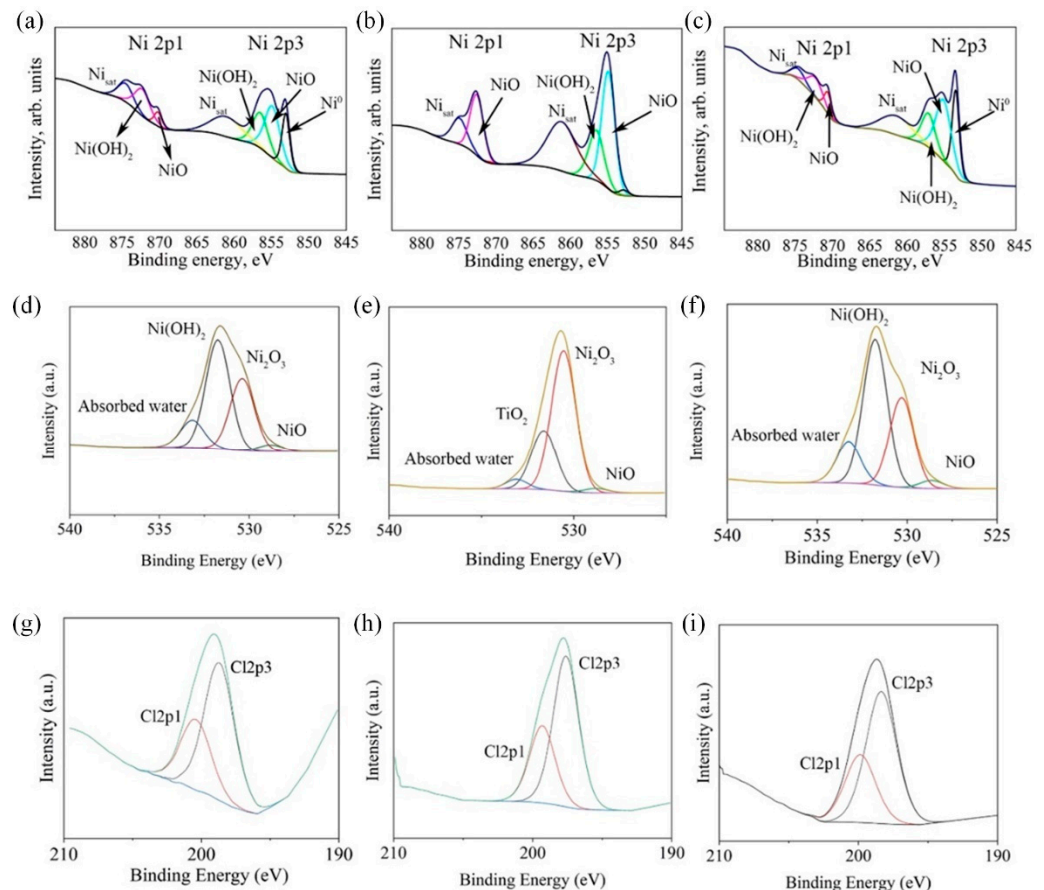 (a)
Ni 2p1
Ni 2p3
Ni(OH)₂
NiO
Ni_sat
Ni_sat
Ni⁰
Ni(OH)₂
NiO
Intensity, arb. units
880 875 870 865 860 855 850 845
Binding energy, eV
(b)
Ni 2p1
Ni 2p3
Ni(OH)₂
Ni_sat
Ni_sat
NiO
NiO
Intensity, arb. units
880 875 870 865 860 855 850 845
Binding energy, eV
(c)
Ni 2p1
Ni 2p3
Ni_sat
NiO
Ni_sat
Ni⁰
Ni(OH)₂
NiO
Ni(OH)₂
Intensity, arb. units
880 875 870 865 860 855 850 845
Binding energy, eV
(d)
Ni(OH)₂
Ni₂O₃
Absorbed water
NiO
Intensity (a.u.)
540 535 530 525
Binding Energy (eV)
(e)
Ni₂O₃
TiO₂
Absorbed water
NiO
Intensity (a.u.)
540 530
Binding Energy (eV)
(f)
Ni(OH)₂
Ni₂O₃
Absorbed water
NiO
Intensity (a.u.)
540 535 530 525
Binding Energy (eV)
(g)
Cl2p3
Cl2p1
Intensity (a.u.)
210 200 190
Binding Energy (eV)
(h)
Cl2p3
Cl2p1
Intensity (a.u.)
210 200 190
Binding Energy (eV)
(i)
Cl2p3
Cl2p1
Intensity (a.u.)
210 200 190
Binding Energy (eV)